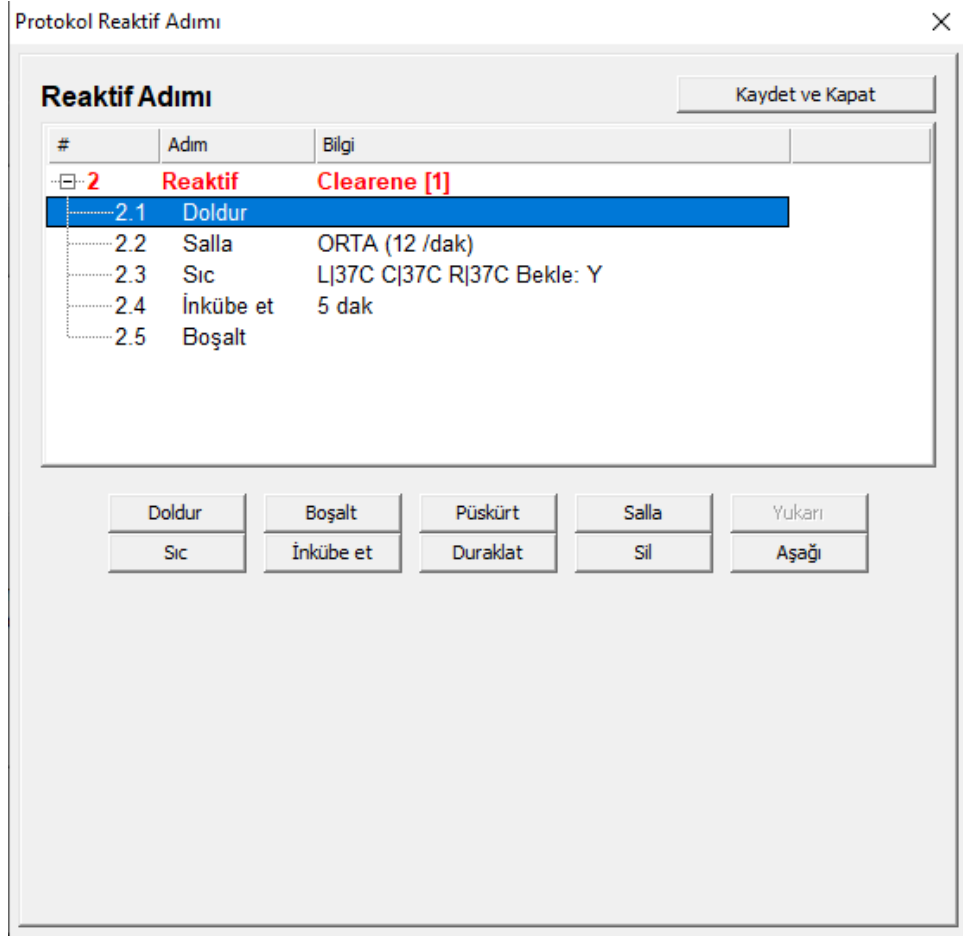 Protokol Reaktif Adımı
Reaktif Adımı
Kaydet ve Kapat
# Adım Bilgi
2 Reaktif Clearene [1]
2.1 Doldur
2.2 Salla ORTA (12 /dak)
2.3 Sıc L|37C C|37C R|37C Bekle: Y
2.4 İnkübe et 5 dak
2.5 Boşalt
Doldur Boşalt Püskürt Salla Yukarı
Sıc İnkübe et Duraklat Sil Aşağı